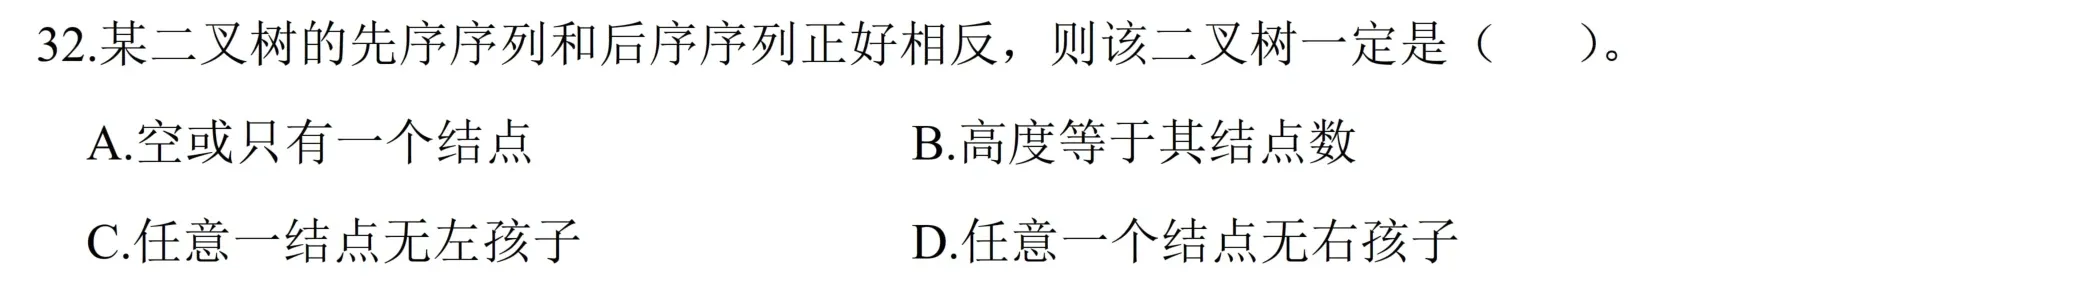 32.某二叉树的先序序列和后序序列正好相反，则该二叉树一定是（　　）。
A.空或只有一个结点　　B.高度等于其结点数
C.任意一结点无左孩子　　D.任意一个结点无右孩子